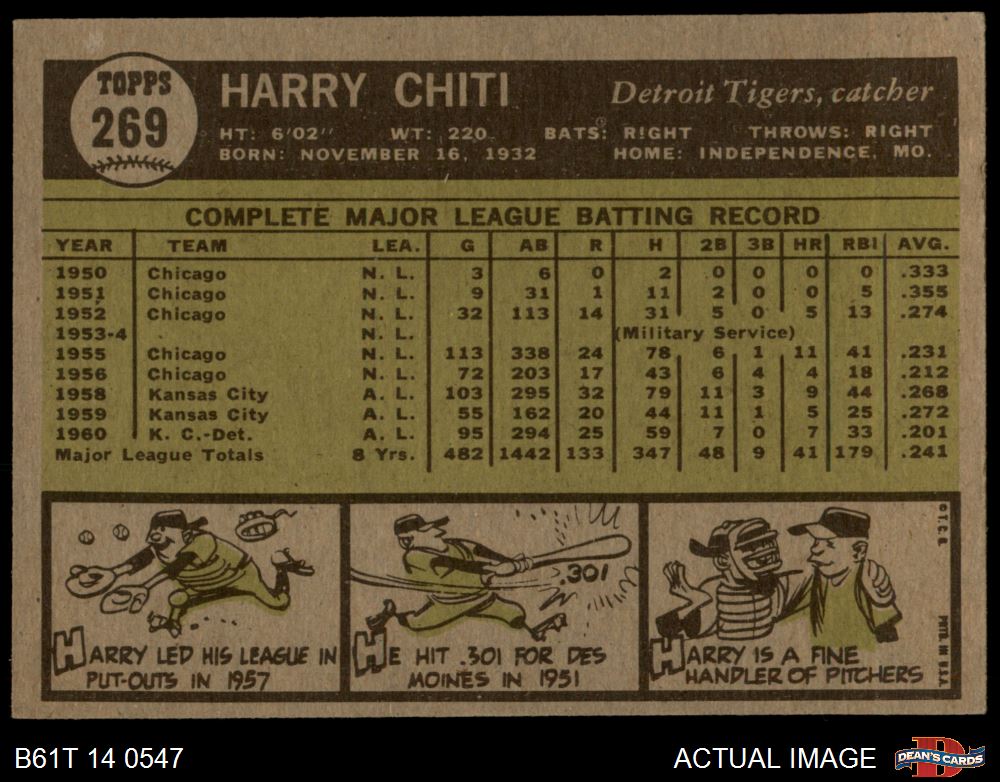 TOPPS
269
HARRY CHITI Detroit Tigers, catcher
HT: 6'02" WT: 220 BATS: RIGHT THROWS: RIGHT
BORN: NOVEMBER 16, 1932 HOME: INDEPENDENCE, MO.
COMPLETE MAJOR LEAGUE BATTING RECORD
YEAR TEAM LEA. G AB R H 2B 3B HR RBI AVG.
1950 Chicago N. L. 3 6 0 2 0 0 0 0 .333
1951 Chicago N. L. 9 31 1 11 2 0 0 5 .355
1952 Chicago N. L. 32 113 14 31 5 0 5 13 .274
1953-4 N. L. (Military Service)
1955 Chicago N. L. 113 338 24 78 6 1 11 41 .231
1956 Chicago N. L. 72 203 17 43 6 4 4 18 .212
1958 Kansas City A. L. 103 295 32 79 11 3 9 44 .268
1959 Kansas City A. L. 55 162 20 44 11 1 5 25 .272
1960 K. C.-Det. A. L. 95 294 25 59 7 0 7 33 .201
Major League Totals 8 Yrs. 482 1442 133 347 48 9 41 179 .241
HARRY LED HIS LEAGUE IN
PUT-OUTS IN 1957
.301
HE HIT .301 FOR DES
MOINES IN 1951
HARRY IS A FINE
HANDLER OF PITCHERS
© T. C. G.
PRTD. IN U.S.A.
B61T 14 0547
ACTUAL IMAGE
D
DEAN'S CARDS